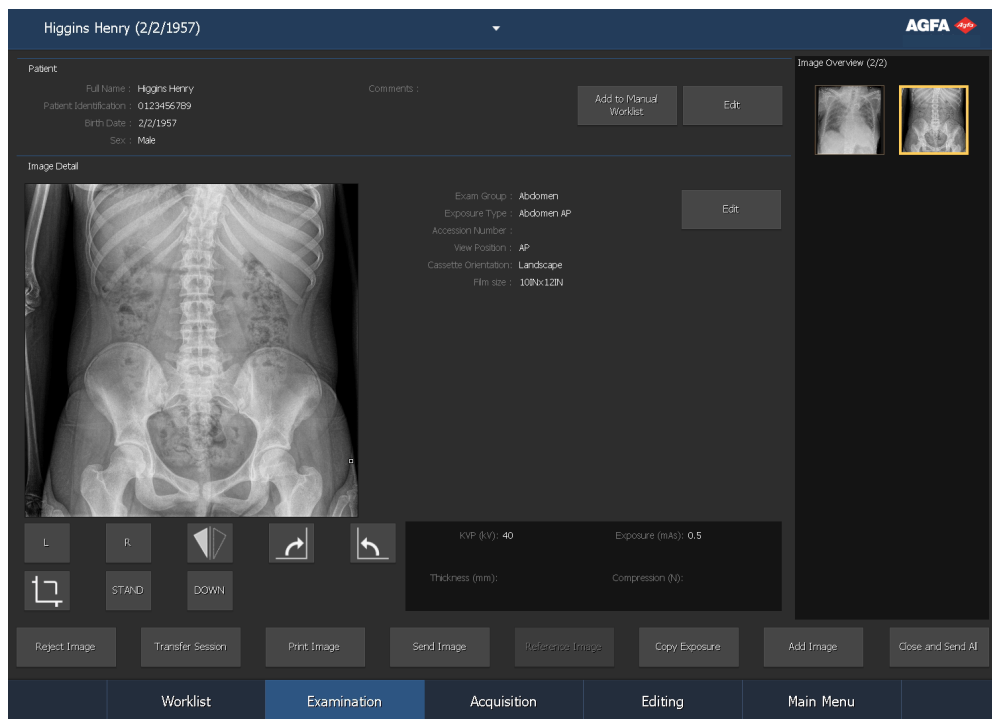 Higgins Henry (2/2/1957)
AGFA
Agfa
Patient
Full Name : Higgins Henry
Comments :
Patient Identification : 0123456789
Birth Date : 2/2/1957
Sex : Male
Add to Manual
Worklist
Edit
Image Overview (2/2)
Image Detail
Exam Group : Abdomen
Exposure Type : Abdomen AP
Accession Number :
View Position : AP
Cassette Orientation: Landscape
Film size : 10INx12IN
Edit
L
R
STAND
DOWN
KVP (kV): 40
Exposure (mAs): 0.5
Thickness (mm):
Compression (N):
Reject Image
Transfer Session
Print Image
Send Image
Reference Image
Copy Exposure
Add Image
Close and Send All
Worklist
Examination
Acquisition
Editing
Main Menu